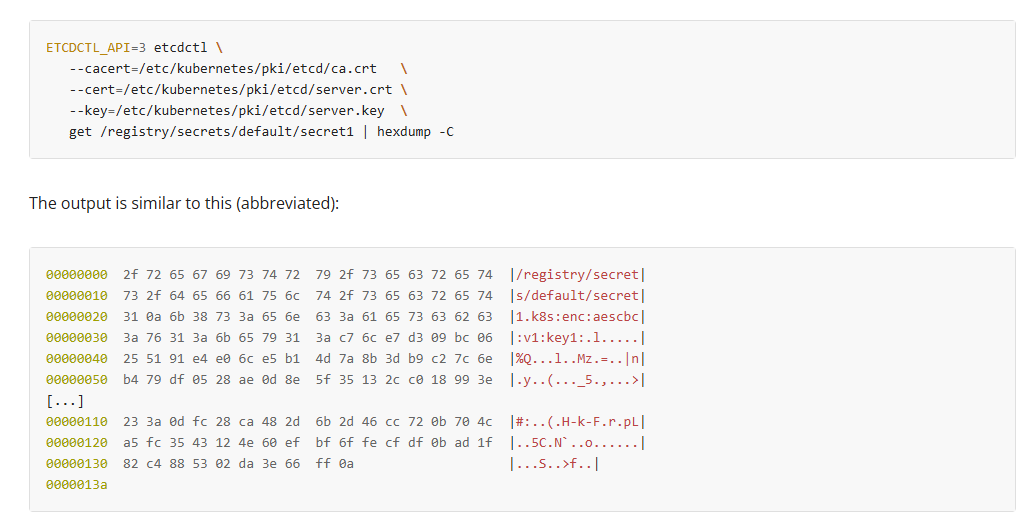 ETCDCTL_API=3 etcdctl \
   --cacert=/etc/kubernetes/pki/etcd/ca.crt   \
   --cert=/etc/kubernetes/pki/etcd/server.crt \
   --key=/etc/kubernetes/pki/etcd/server.key  \
   get /registry/secrets/default/secret1 | hexdump -C
The output is similar to this (abbreviated):
00000000  2f 72 65 67 69 73 74 72  79 2f 73 65 63 72 65 74  |/registry/secret|
00000010  73 2f 64 65 66 61 75 6c  74 2f 73 65 63 72 65 74  |s/default/secret|
00000020  31 0a 6b 38 73 3a 65 6e  63 3a 61 65 73 63 62 63  |1.k8s:enc:aescbc|
00000030  3a 76 31 3a 6b 65 79 31  3a c7 6c e7 d3 09 bc 06  |:v1:key1:.l.....|
00000040  25 51 91 e4 e0 6c e5 b1  4d 7a 8b 3d b9 c2 7c 6e  |%Q...l..Mz.=..|n|
00000050  b4 79 df 05 28 ae 0d 8e  5f 35 13 2c c0 18 99 3e  |.y..(..._5.,...>|
[...]
00000110  23 3a 0d fc 28 ca 48 2d  6b 2d 46 cc 72 0b 70 4c  |#:..(.H-k-F.r.pL|
00000120  a5 fc 35 43 12 4e 60 ef  bf 6f fe cf df 0b ad 1f  |..5C.N`..o......|
00000130  82 c4 88 53 02 da 3e 66  ff 0a                    |...S..>f..|
0000013a